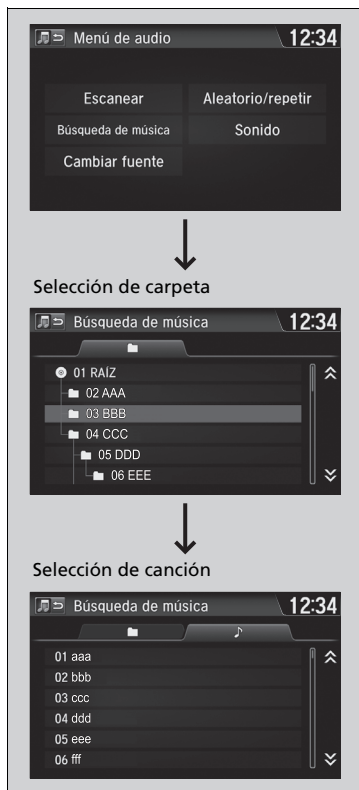 Menú de audio 12:34
Escanear Aleatorio/repetir
Búsqueda de música Sonido
Cambiar fuente
Selección de carpeta
Búsqueda de música 12:34
01 RAÍZ
02 AAA
03 BBB
04 CCC
05 DDD
06 EEE
Selección de canción
Búsqueda de música 12:34
01 aaa
02 bbb
03 ccc
04 ddd
05 eee
06 fff